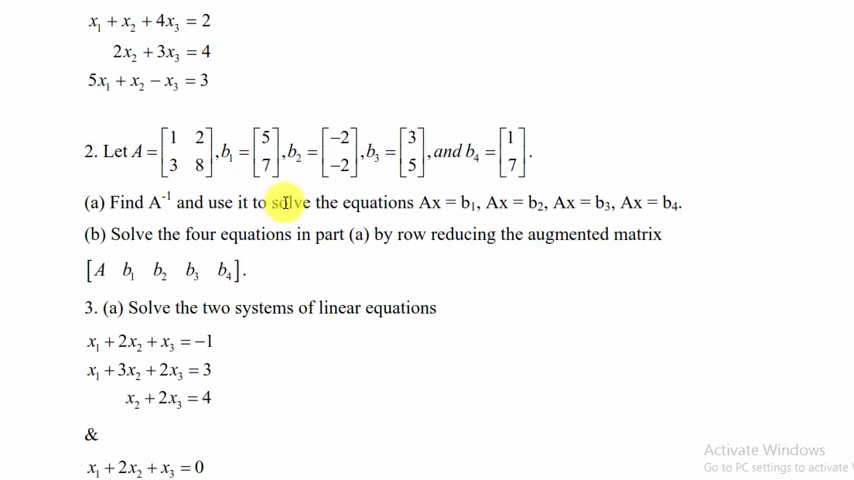 x₁ + x₂ + 4x₃ = 2
2x₂ + 3x₃ = 4
5x₁ + x₂ − x₃ = 3
2. Let A = [1 2; 3 8], b₁ = [5; 7], b₂ = [−2; −2], b₃ = [3; 5], and b₄ = [1; 7].
(a) Find A⁻¹ and use it to solve the equations Ax = b₁, Ax = b₂, Ax = b₃, Ax = b₄.
(b) Solve the four equations in part (a) by row reducing the augmented matrix
[A b₁ b₂ b₃ b₄].
3. (a) Solve the two systems of linear equations
x₁ + 2x₂ + x₃ = −1
x₁ + 3x₂ + 2x₃ = 3
x₂ + 2x₃ = 4
&
x₁ + 2x₂ + x₃ = 0
Activate Windows
Go to PC settings to activate